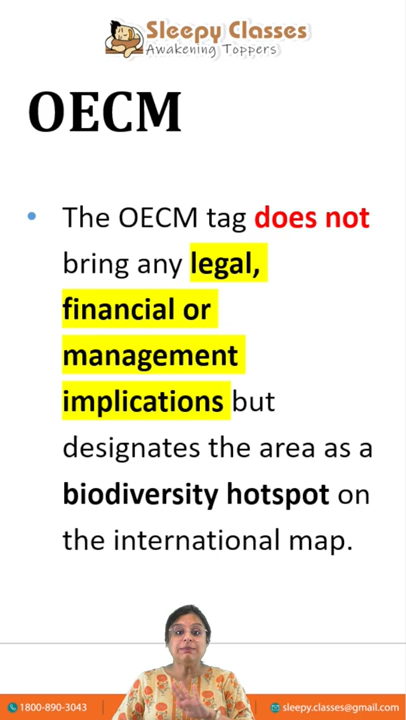 Sleepy Classes
Awakening Toppers
OECM
• The OECM tag does not
bring any legal,
financial or
management
implications but
designates the area as a
biodiversity hotspot on
the international map.
1800-890-3043
sleepy.classes@gmail.com